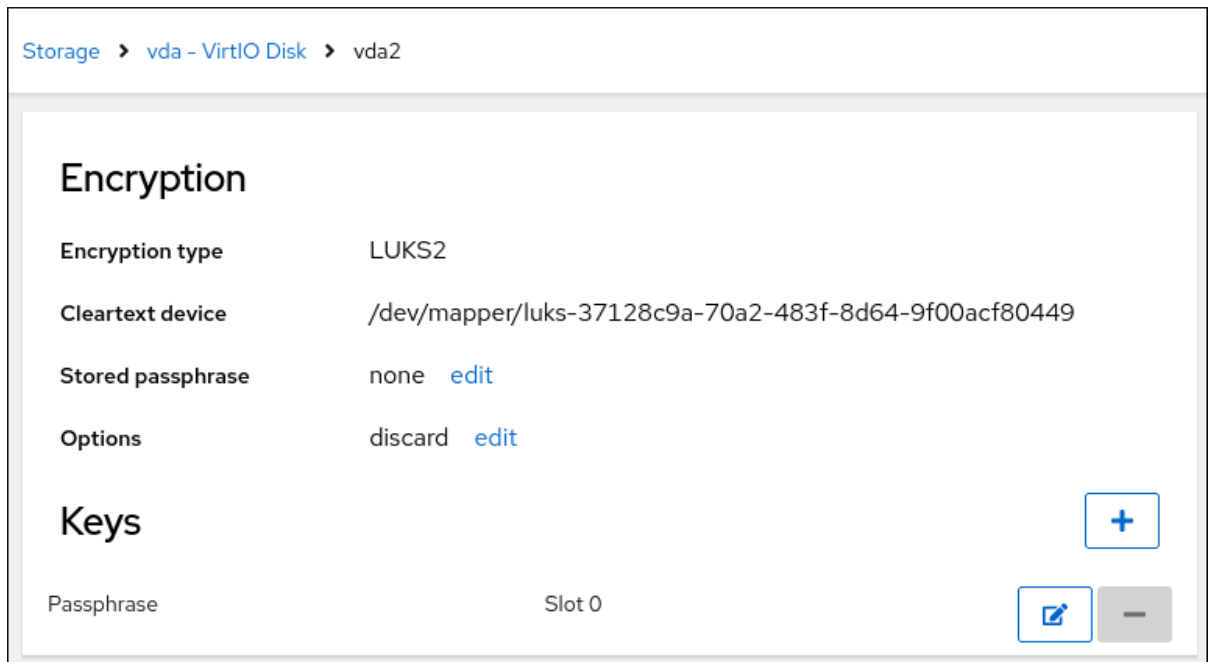 Storage > vda - VirtIO Disk > vda2
Encryption
Encryption type LUKS2
Cleartext device /dev/mapper/luks-37128c9a-70a2-483f-8d64-9f00acf80449
Stored passphrase none edit
Options discard edit
Keys
Passphrase Slot 0